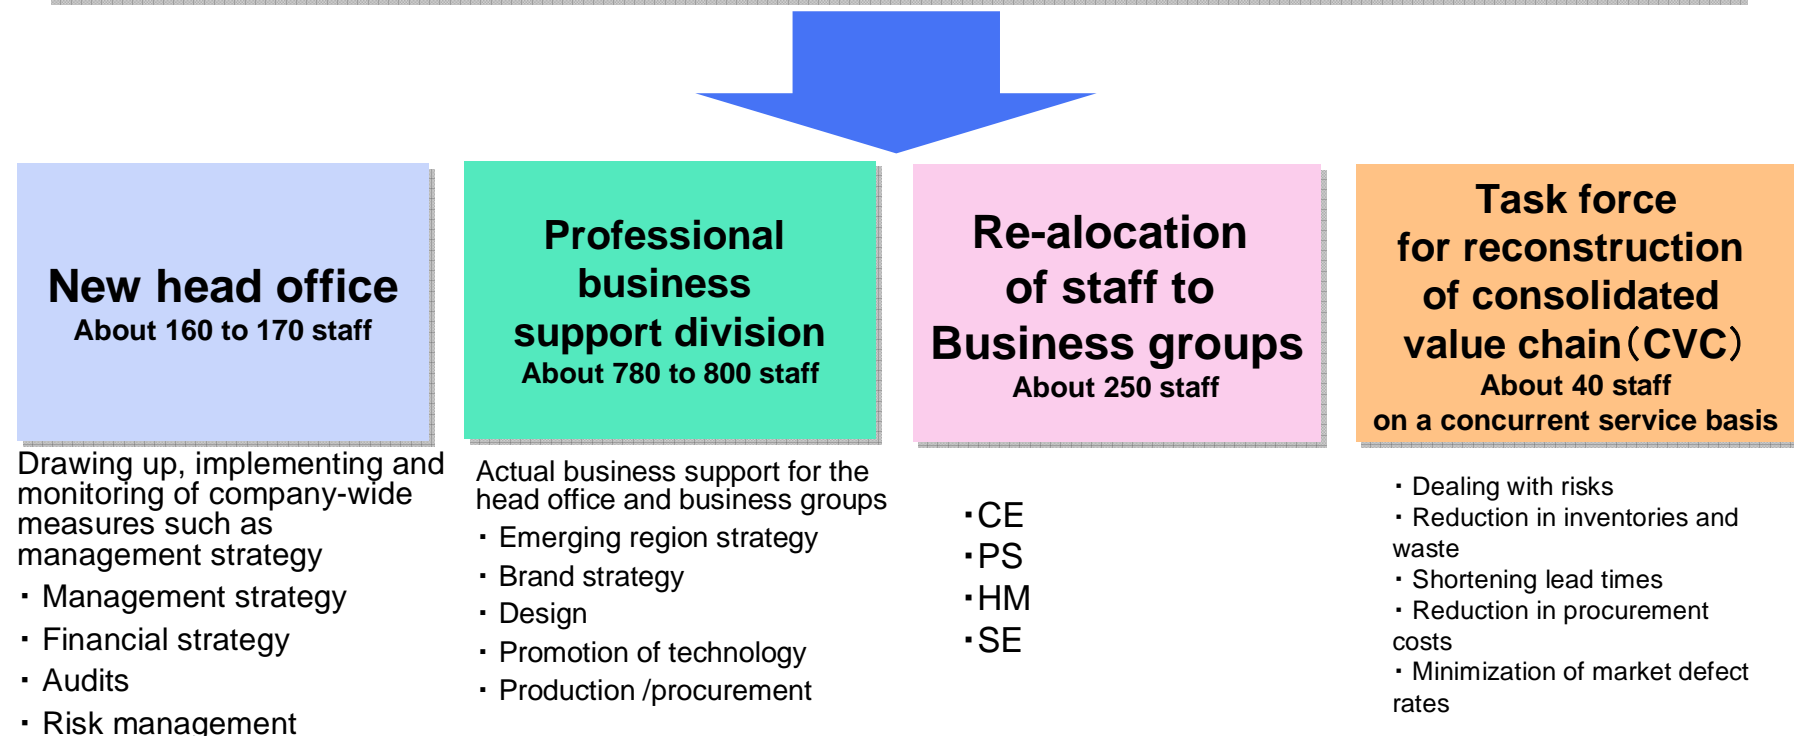 New head office
About 160 to 170 staff
Drawing up, implementing and
monitoring of company-wide
measures such as
management strategy
・Management strategy
・Financial strategy
・Audits
・Risk management
Professional
business
support division
About 780 to 800 staff
Actual business support for the
head office and business groups
・Emerging region strategy
・Brand strategy
・Design
・Promotion of technology
・Production /procurement
Re-alocation
of staff to
Business groups
About 250 staff
・CE
・PS
・HM
・SE
Task force
for reconstruction
of consolidated
value chain（CVC）
About 40 staff
on a concurrent service basis
・Dealing with risks
・Reduction in inventories and
waste
・Shortening lead times
・Reduction in procurement
costs
・Minimization of market defect
rates